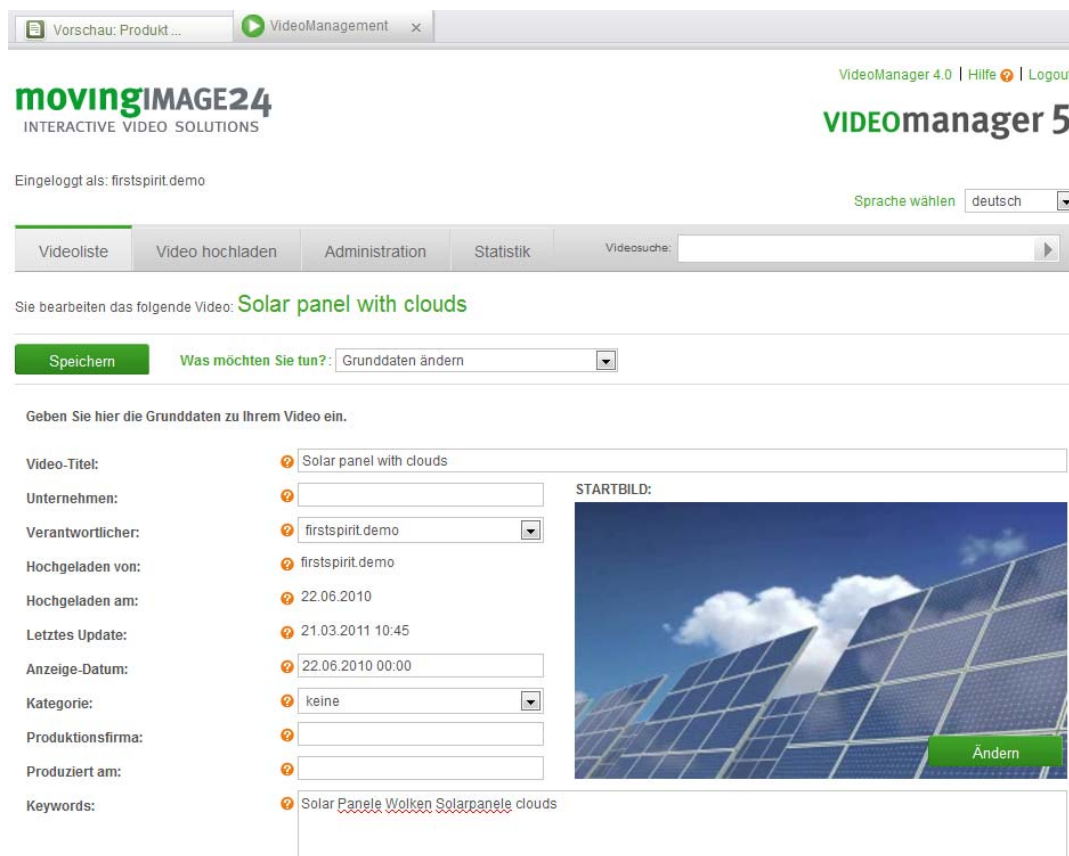 Vorschau: Produkt ...
VideoManagement x
VideoManager 4.0 | Hilfe ? | Logout
movingIMAGE24
INTERACTIVE VIDEO SOLUTIONS
VIDEOmanager 5
Eingeloggt als: firstspirit.demo
Sprache wählen deutsch
Videoliste Video hochladen Administration Statistik Videosuche:
Sie bearbeiten das folgende Video: Solar panel with clouds
Speichern Was möchten Sie tun?: Grunddaten ändern
Geben Sie hier die Grunddaten zu Ihrem Video ein.
Video-Titel: ? Solar panel with clouds
Unternehmen: ?
STARTBILD:
Verantwortlicher: ? firstspirit.demo
Hochgeladen von: ? firstspirit.demo
Hochgeladen am: ? 22.06.2010
Letztes Update: ? 21.03.2011 10:45
Anzeige-Datum: ? 22.06.2010 00:00
Kategorie: ? keine
Produktionsfirma: ?
Ändern
Produziert am: ?
Keywords: ? Solar Panele Wolken Solarpanele clouds